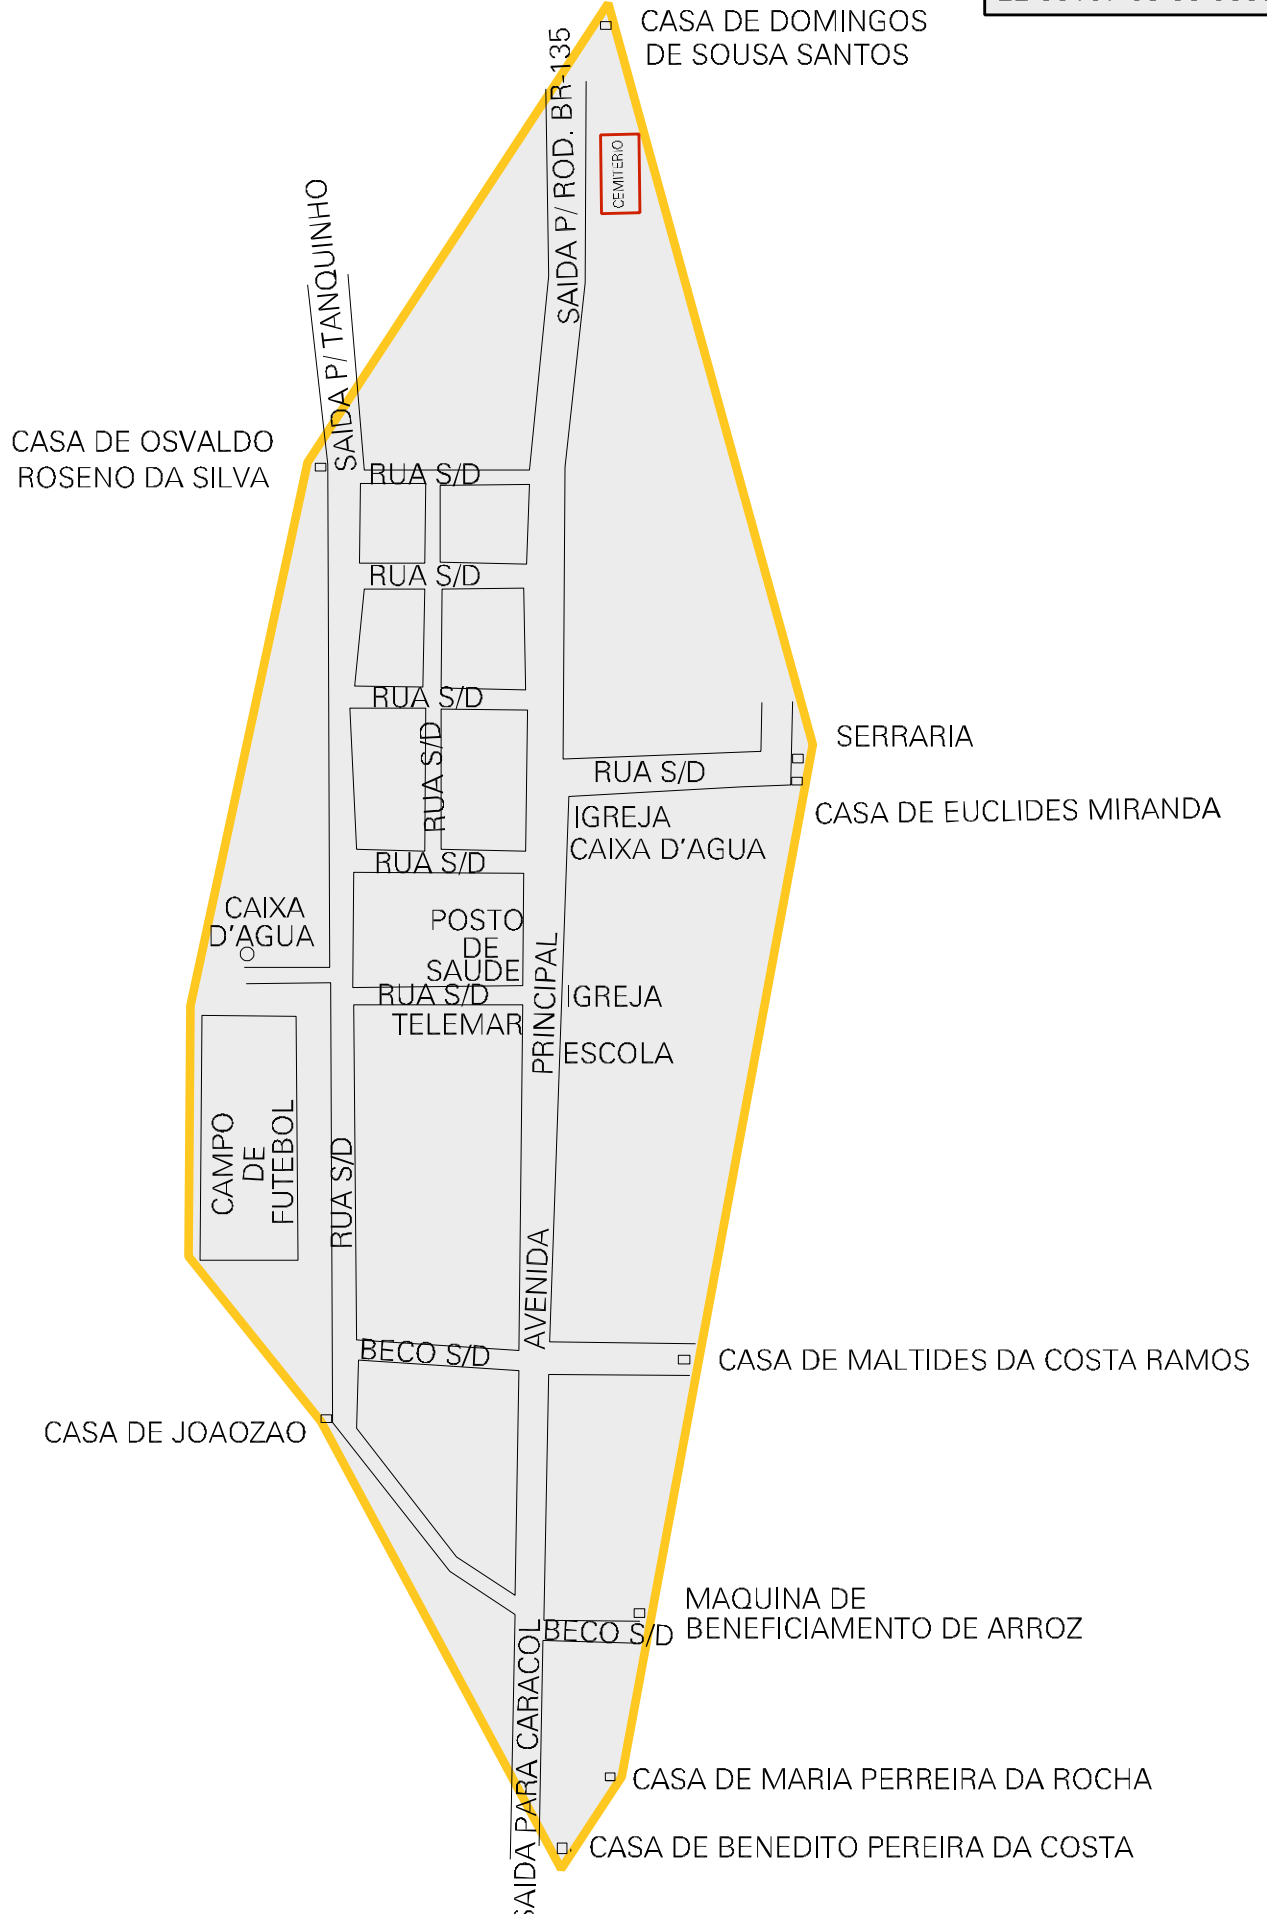 CASA DE DOMINGOS
DE SOUSA SANTOS
SAIDA P/ ROD. BR-135
CEMITERIO
SAIDA P/ TANQUINHO
CASA DE OSVALDO
ROSENO DA SILVA
RUA S/D
RUA S/D
RUA S/D
RUA S/D
SERRARIA
RUA S/D
CASA DE EUCLIDES MIRANDA
IGREJA
CAIXA D'AGUA
RUA S/D
CAIXA
D'AGUA
POSTO
DE
SAUDE
RUA S/D
IGREJA
TELEMAR
ESCOLA
AVENIDA PRINCIPAL
CAMPO
DE
FUTEBOL
RUA S/D
BECO S/D
CASA DE MALTIDES DA COSTA RAMOS
CASA DE JOAOZAO
MAQUINA DE
BENEFICIAMENTO DE ARROZ
BECO S/D
SAIDA PARA CARACOL
CASA DE MARIA PERREIRA DA ROCHA
CASA DE BENEDITO PEREIRA DA COSTA